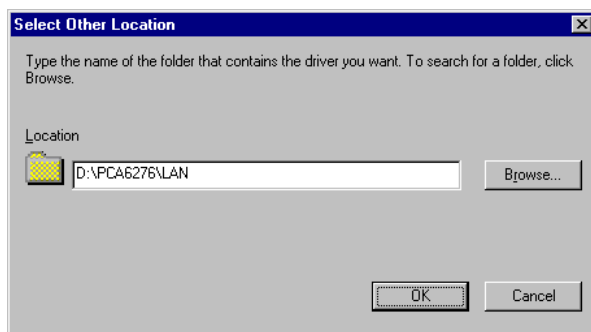 Select Other Location
Type the name of the folder that contains the driver you want. To search for a folder, click
Browse.
Location
D:\PCA6276\LAN
Browse...
OK
Cancel